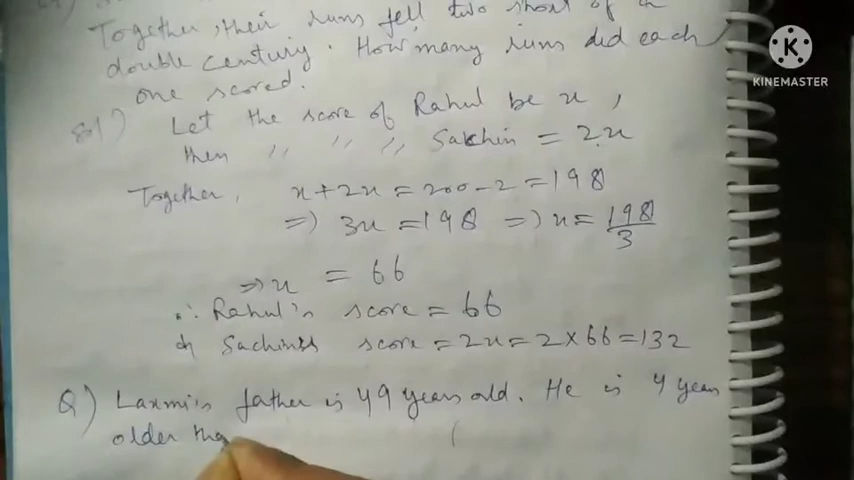 Together, their runs fell two short of a
double century. How many runs did each
one scored.
Sol) Let the score of Rahul be x,
then " " " Sachin = 2x
Together, x + 2x = 200 - 2 = 198
=) 3x = 198 =) x = 198/3
=) x = 66
∴ Rahul's score = 66
& Sachin's score = 2x = 2 × 66 = 132
Q) Laxmi's father is 49 years old. He is 4 years
older tha
KINEMASTER